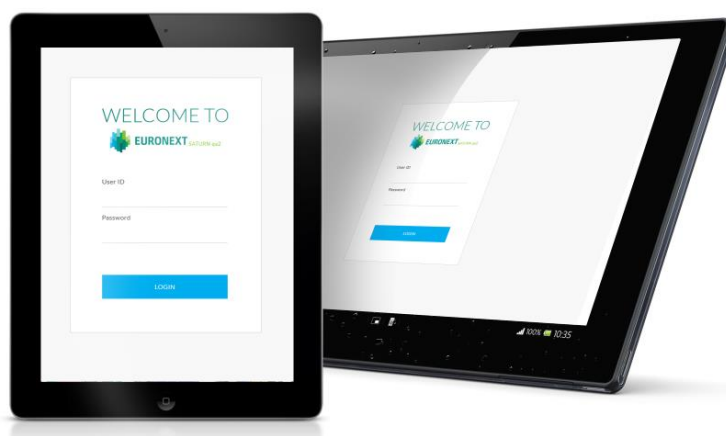 WELCOME TO
EURONEXT
User ID
Password
LOGIN
WELCOME TO
EURONEXT
User ID
Password
LOGIN
100% 10:35